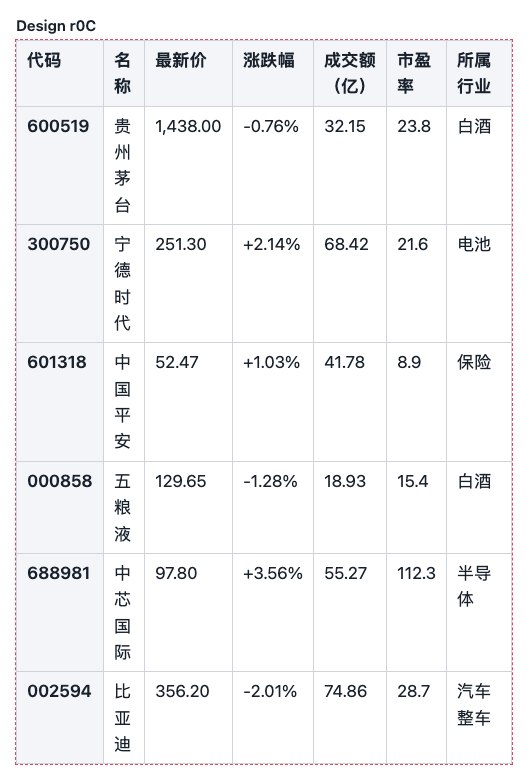 Design r0C
代码 名称 最新价 涨跌幅 成交额（亿） 市盈率 所属行业
600519 贵州茅台 1,438.00 -0.76% 32.15 23.8 白酒
300750 宁德时代 251.30 +2.14% 68.42 21.6 电池
601318 中国平安 52.47 +1.03% 41.78 8.9 保险
000858 五粮液 129.65 -1.28% 18.93 15.4 白酒
688981 中芯国际 97.80 +3.56% 55.27 112.3 半导体
002594 比亚迪 356.20 -2.01% 74.86 28.7 汽车整车